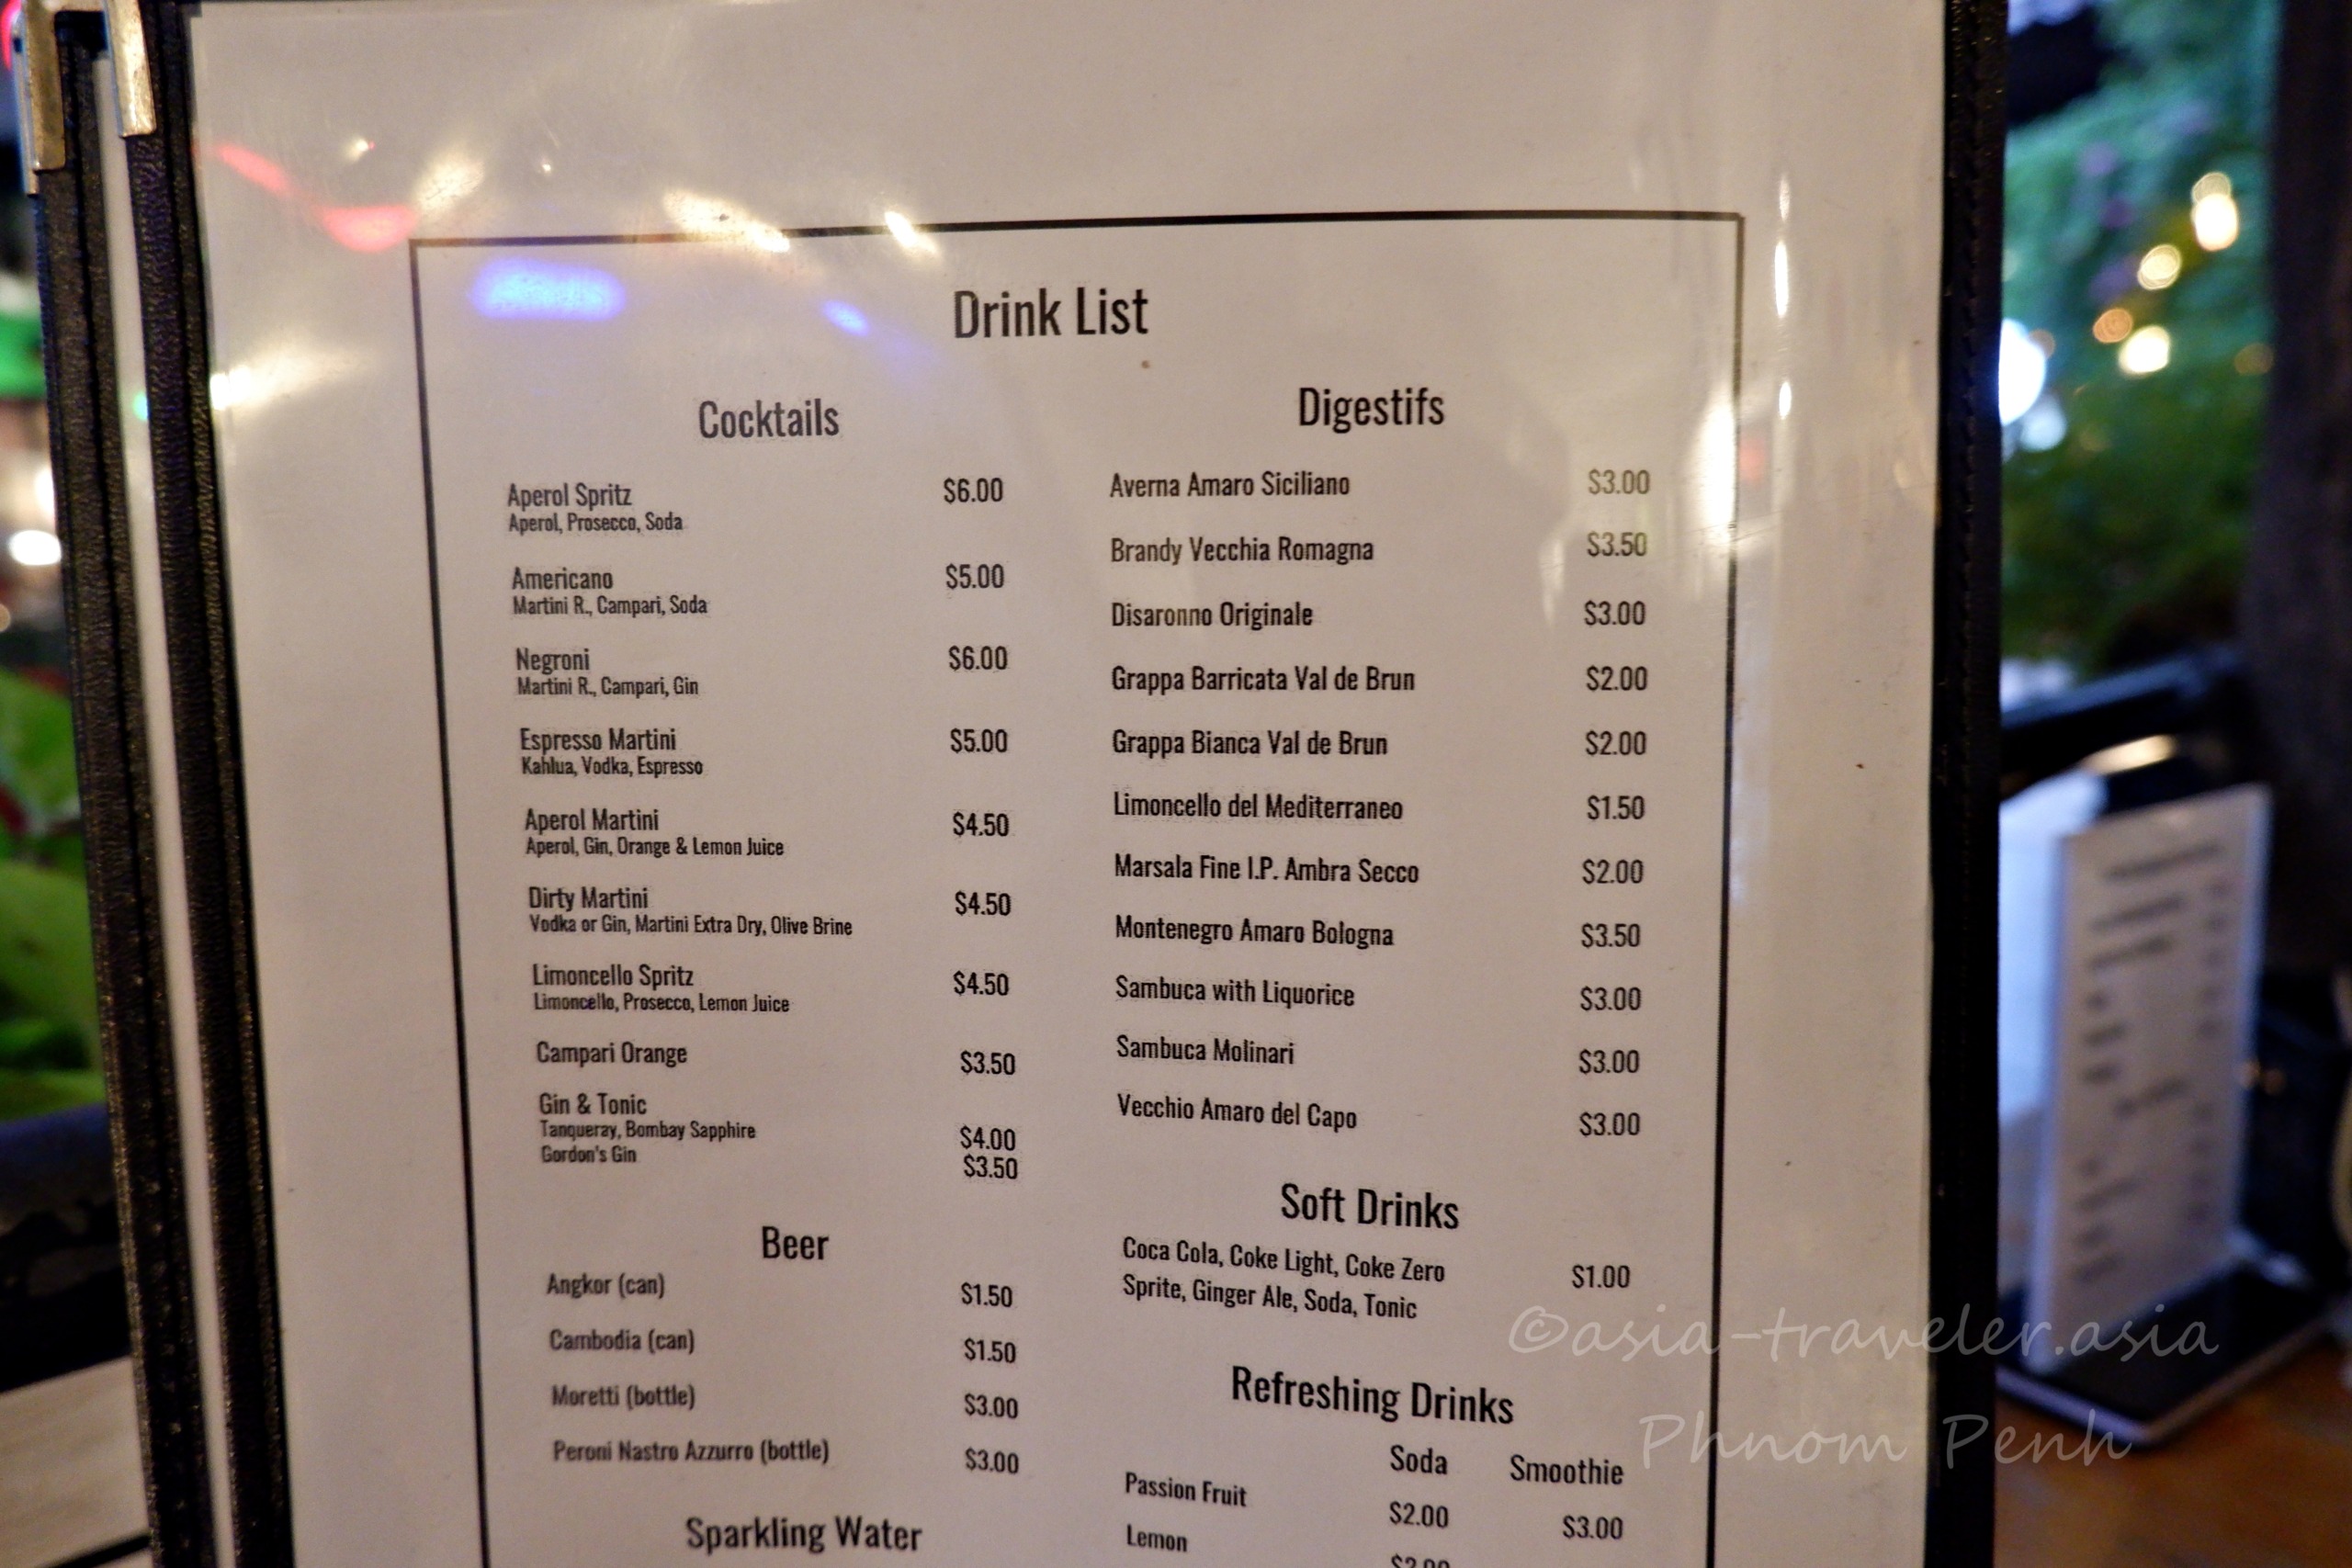 Drink List
Cocktails
Aperol Spritz $6.00
Aperol, Prosecco, Soda
Americano $5.00
Martini R., Campari, Soda
Negroni $6.00
Martini R., Campari, Gin
Espresso Martini $5.00
Kahlua, Vodka, Espresso
Aperol Martini $4.50
Aperol, Gin, Orange & Lemon Juice
Dirty Martini $4.50
Vodka or Gin, Martini Extra Dry, Olive Brine
Limoncello Spritz $4.50
Limoncello, Prosecco, Lemon Juice
Campari Orange $3.50
Gin & Tonic
Tanqueray, Bombay Sapphire $4.00
Gordon's Gin $3.50
Beer
Angkor (can) $1.50
Cambodia (can) $1.50
Moretti (bottle) $3.00
Peroni Nastro Azzurro (bottle) $3.00
Sparkling Water
Digestifs
Averna Amaro Siciliano $3.00
Brandy Vecchia Romagna $3.50
Disaronno Originale $3.00
Grappa Barricata Val de Brun $2.00
Grappa Bianca Val de Brun $2.00
Limoncello del Mediterraneo $1.50
Marsala Fine I.P. Ambra Secco $2.00
Montenegro Amaro Bologna $3.50
Sambuca with Liquorice $3.00
Sambuca Molinari $3.00
Vecchio Amaro del Capo $3.00
Soft Drinks
Coca Cola, Coke Light, Coke Zero $1.00
Sprite, Ginger Ale, Soda, Tonic
Refreshing Drinks
Soda Smoothie
Passion Fruit $2.00 $3.00
Lemon
©asia-traveler.asia
Phnom Penh